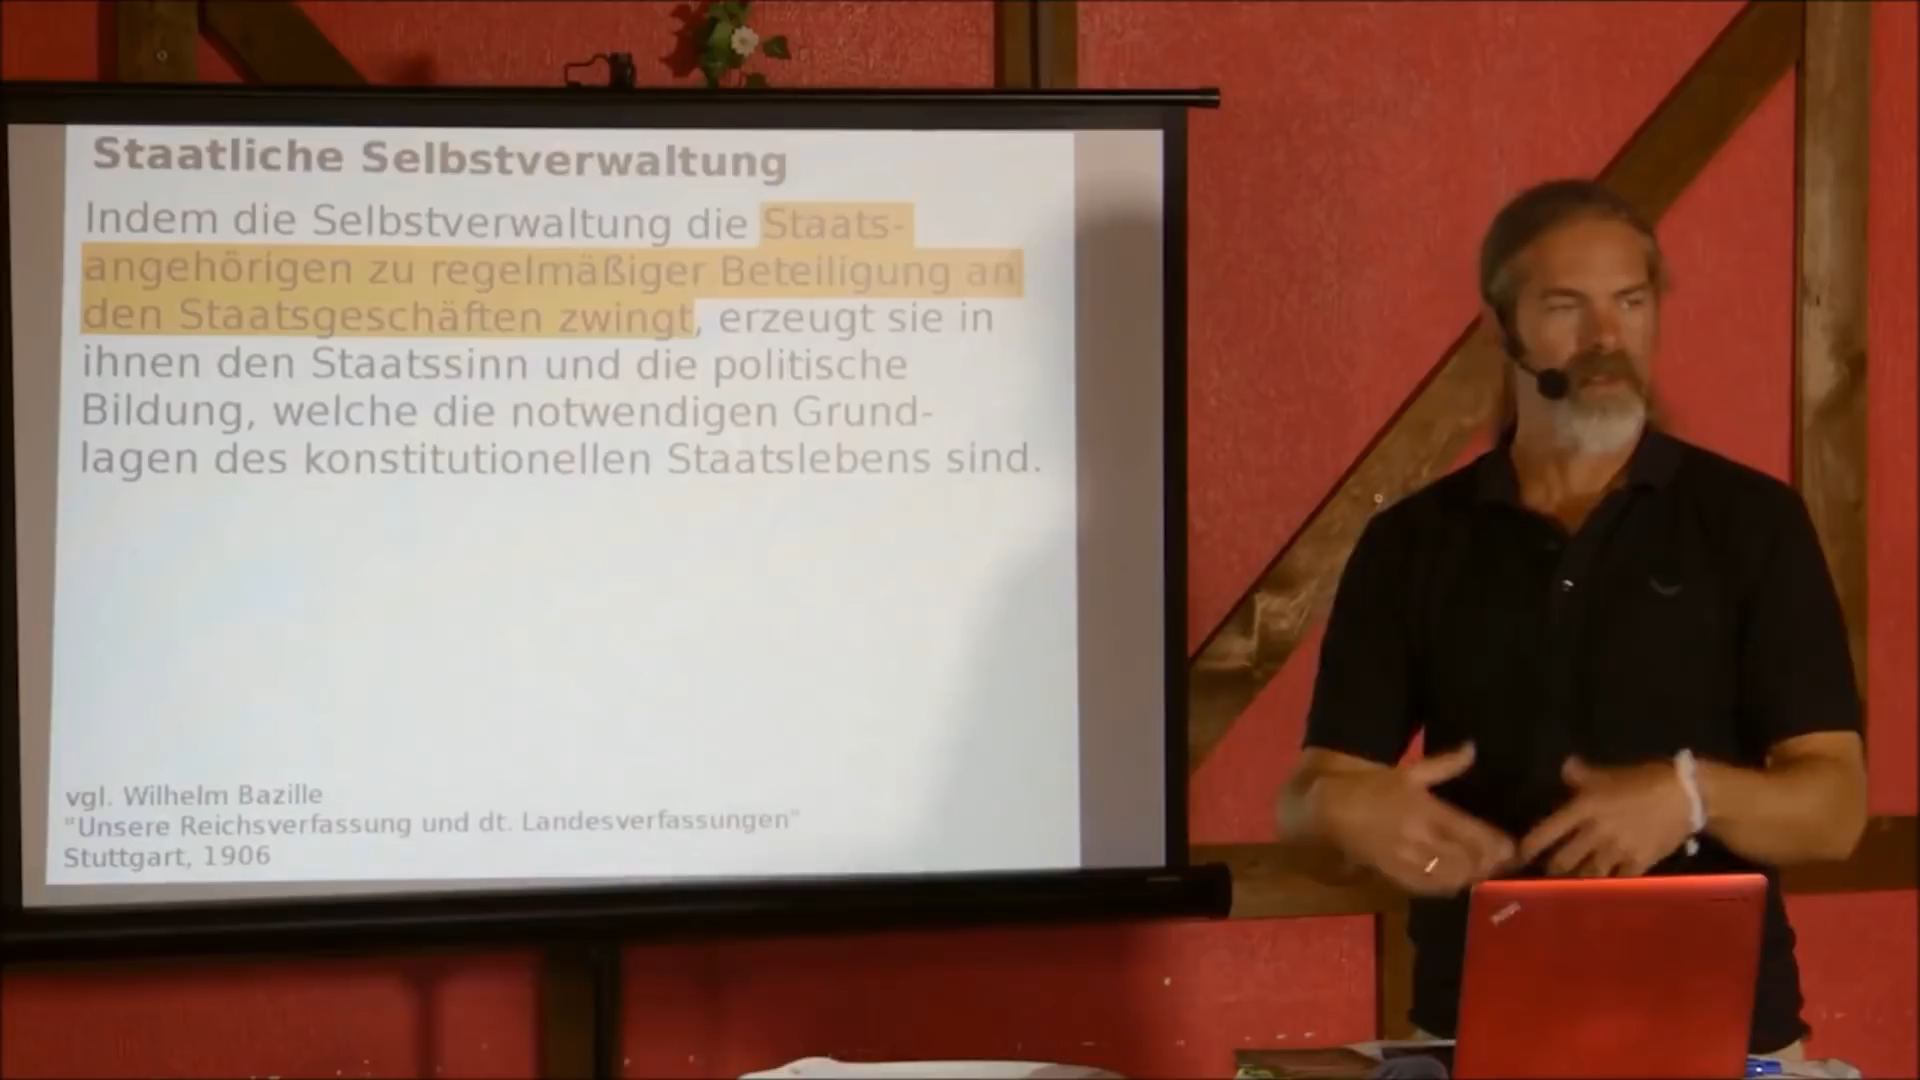 Staatliche Selbstverwaltung
Indem die Selbstverwaltung die Staats-
angehörigen zu regelmäßiger Beteiligung an
den Staatsgeschäften zwingt, erzeugt sie in
ihnen den Staatssinn und die politische
Bildung, welche die notwendigen Grund-
lagen des konstitutionellen Staatslebens sind.
vgl. Wilhelm Bazille
"Unsere Reichsverfassung und dt. Landesverfassungen"
Stuttgart, 1906